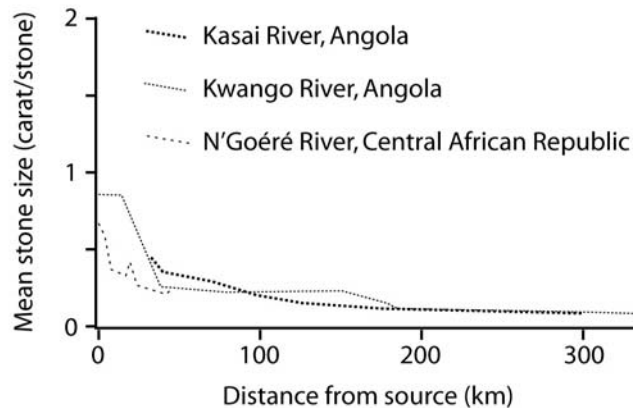 2
Kasai River, Angola
Kwango River, Angola
N'Goéré River, Central African Republic
1
0
Mean stone size (carat/stone)
0 100 200 300
Distance from source (km)